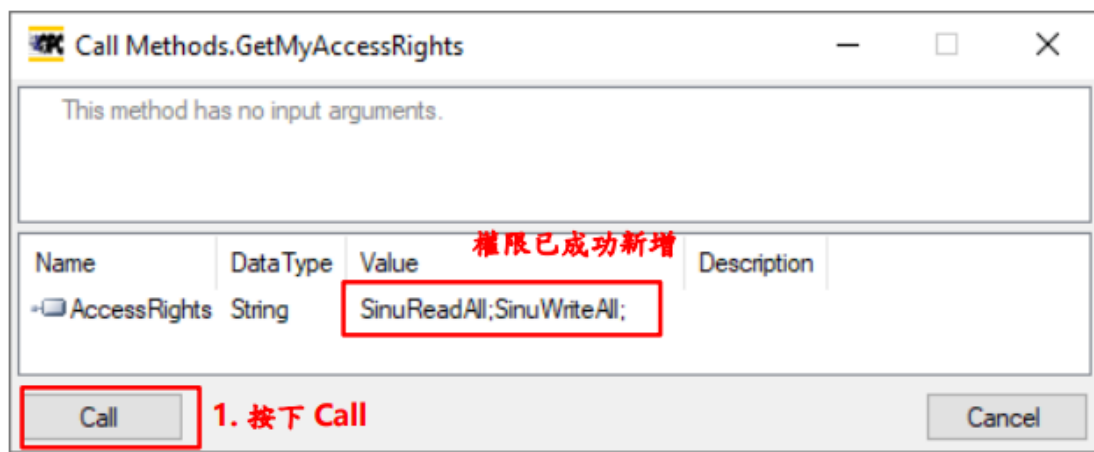 Call Methods.GetMyAccessRights
This method has no input arguments.
權限已成功新增
Name DataType Value Description
AccessRights String SinuReadAll;SinuWriteAll;
Call 1. 按下 Call Cancel